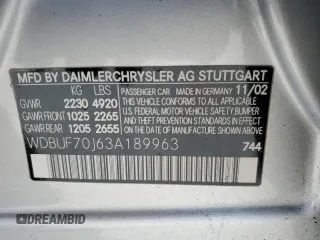 MFD BY DAIMLERCHRYSLER AG STUTTGART
KG LBS PASSENGER CAR MADE IN GERMANY 11/02
GVWR 2230 4920 THIS VEHICLE CONFORMS TO ALL APPLICABLE
GAWR FRONT 1025 2265 FEDERAL MOTOR VEHICLE SAFETY, BUMPER
GAWR REAR 1205 2655 AND THEFT PREVENTION STANDARDS IN EFFECT
ON THE DATE OF MANUFACTURE SHOWN ABOVE
WDBUF70J63A189963 744
BIDFAX